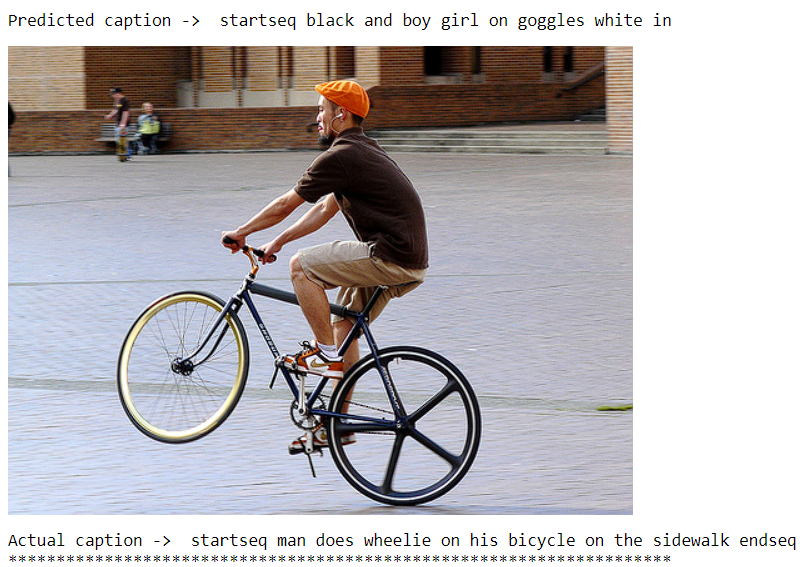 Predicted caption -> startseq black and boy girl on goggles white in
Actual caption -> startseq man does wheelie on his bicycle on the sidewalk endseq
**********************************************************************